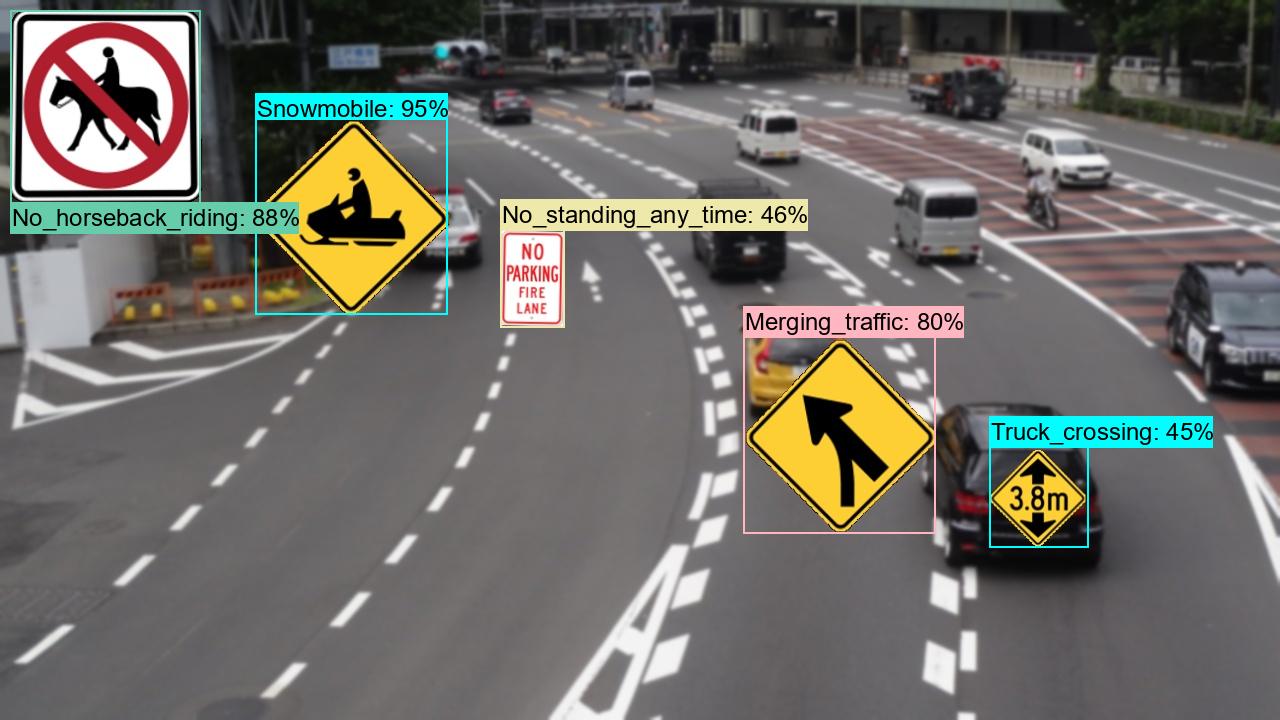 Snowmobile: 95%
No_horseback_riding: 88%
No_standing_any_time: 46%
NO
PARKING
FIRE
LANE
Merging_traffic: 80%
Truck_crossing: 45%
3.8m